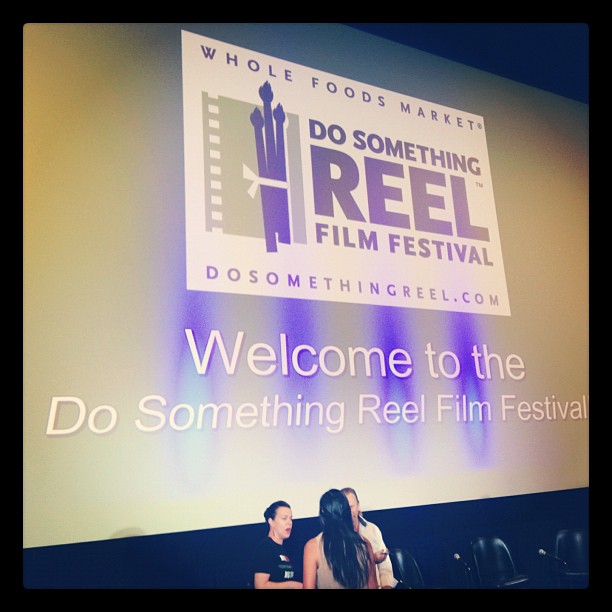 WHOLE FOODS MARKET®
DO SOMETHING
REEL™
FILM FESTIVAL
DOSOMETHINGREEL.COM
Welcome to the
Do Something Reel Film Festival